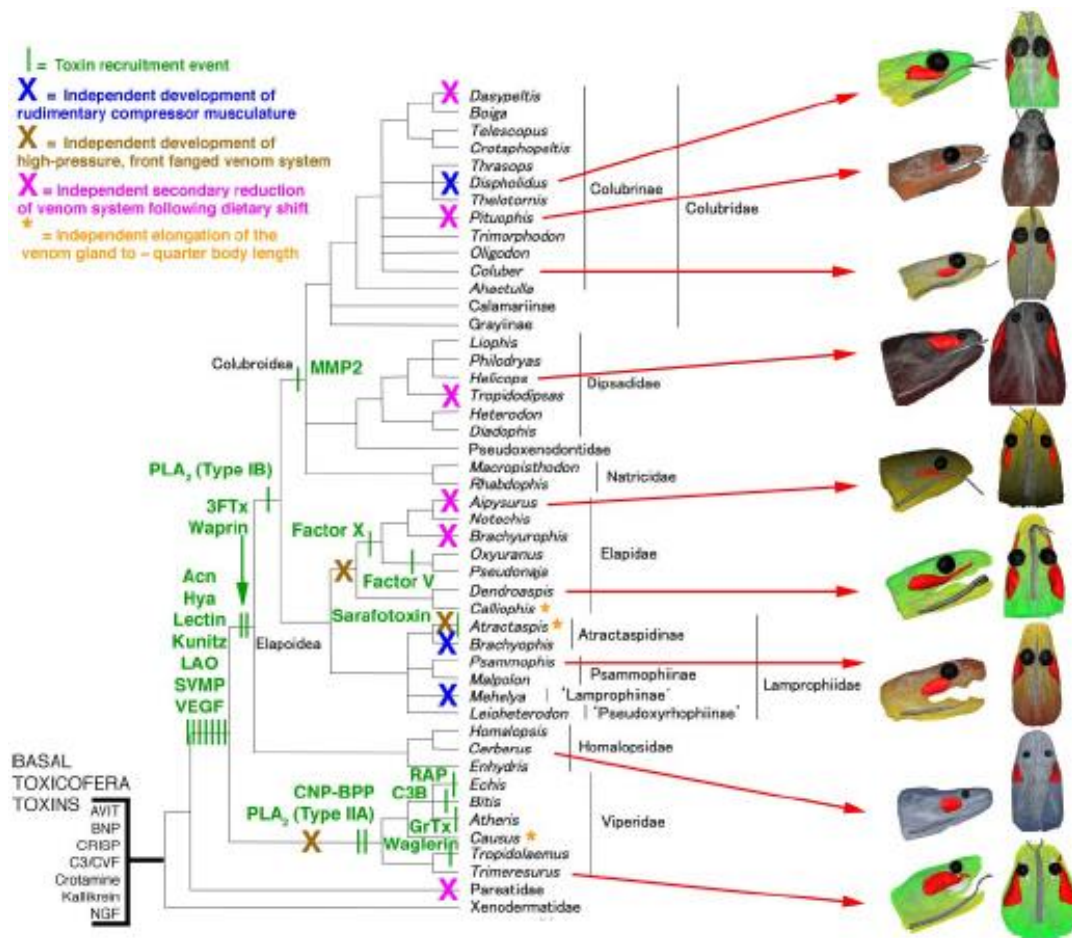 | = Toxin recruitment event
X = Independent development of
rudimentary compressor musculature
X = Independent development of
high-pressure, front fanged venom system
X = Independent secondary reduction
of venom system following dietary shift
* = Independent elongation of the
venom gland to ~ quarter body length
Dasypeltis
Boiga
Telescopus
Crotaphopeltis
Thrasops
Dispholidus
Thelotornis
Pituophis
Trimorphodon
Oligodon
Coluber
Ahaetulla
Calamariinae
Grayiinae
Colubrinae
Colubridae
Colubroidea
MMP2
Liophis
Philodryas
Helicops
Tropidodipsas
Heterodon
Diadophis
Dipsadidae
Pseudoxenodontidae
Macropisthodon
Rhabdophis
Natricidae
PLA2 (Type IB)
3FTx
Waprin
Factor X
Factor V
Aipysurus
Notechis
Brachyurophis
Oxyuranus
Pseudonaja
Dendroaspis
Calliophis *
Elapidae
Acn
Hya
Lectin
Kunitz
LAO
SVMP
VEGF
Elapoidea
Sarafotoxin
Atractaspis *
Brachyophis
Atractaspidinae
Psammophis
Malpolon
Psammophiinae
Mehelya
'Lamprophiinae'
Leioheterodon
'Pseudoxyrhophiinae'
Lamprophiidae
Homalopsis
Cerberus
Enhydris
Homalopsidae
BASAL
TOXICOFERA
TOXINS
AVIT
BNP
CRISP
C3/CVF
Crotamine
Kallikrein
NGF
CNP-BPP
PLA2 (Type IIA)
RAP
C3B
GrTx
Waglerin
Echis
Bitis
Atheris
Causus *
Tropidolaemus
Trimeresurus
Viperidae
Pareatidae
Xenodermatidae